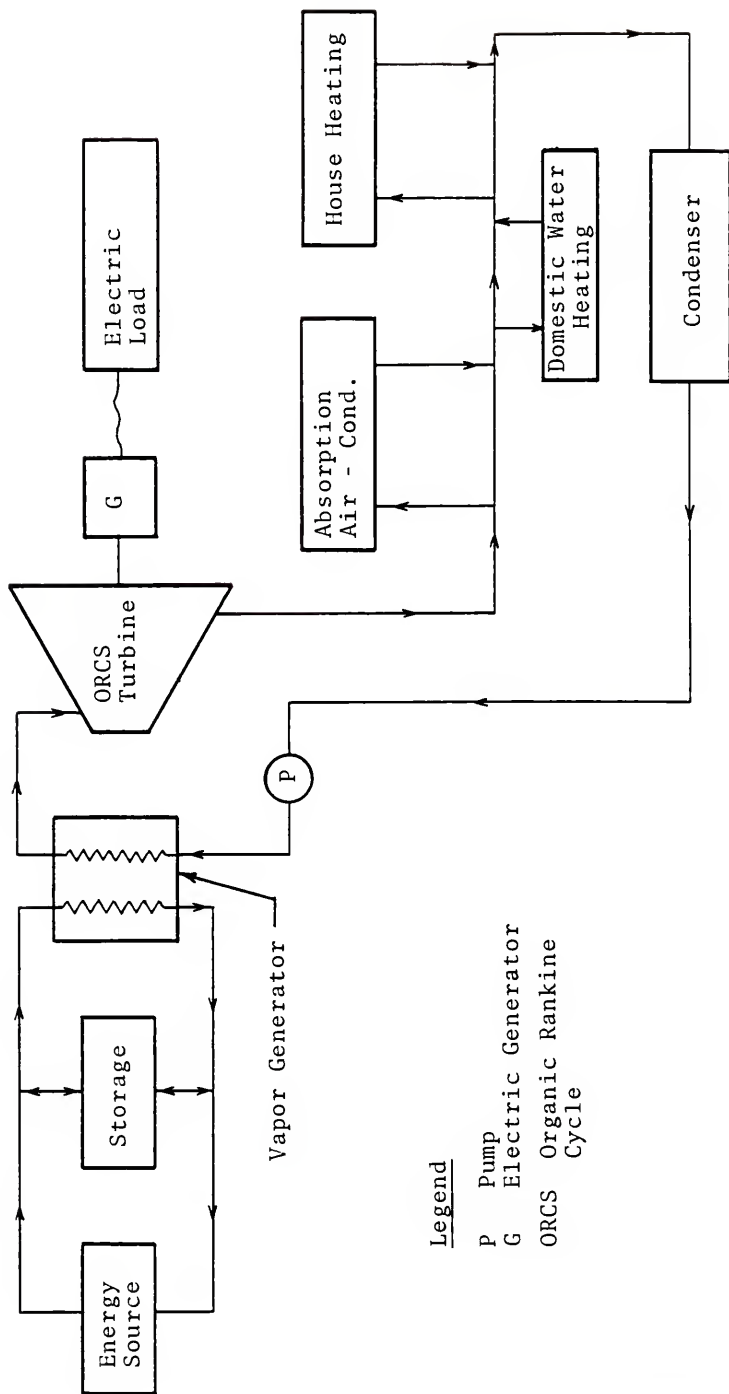 Energy
Source
Storage
Vapor Generator
ORCS
Turbine
G
Electric
Load
P
Absorption
Air - Cond.
House Heating
Domestic Water
Heating
Condenser
Legend
P Pump
G Electric Generator
ORCS Organic Rankine
Cycle